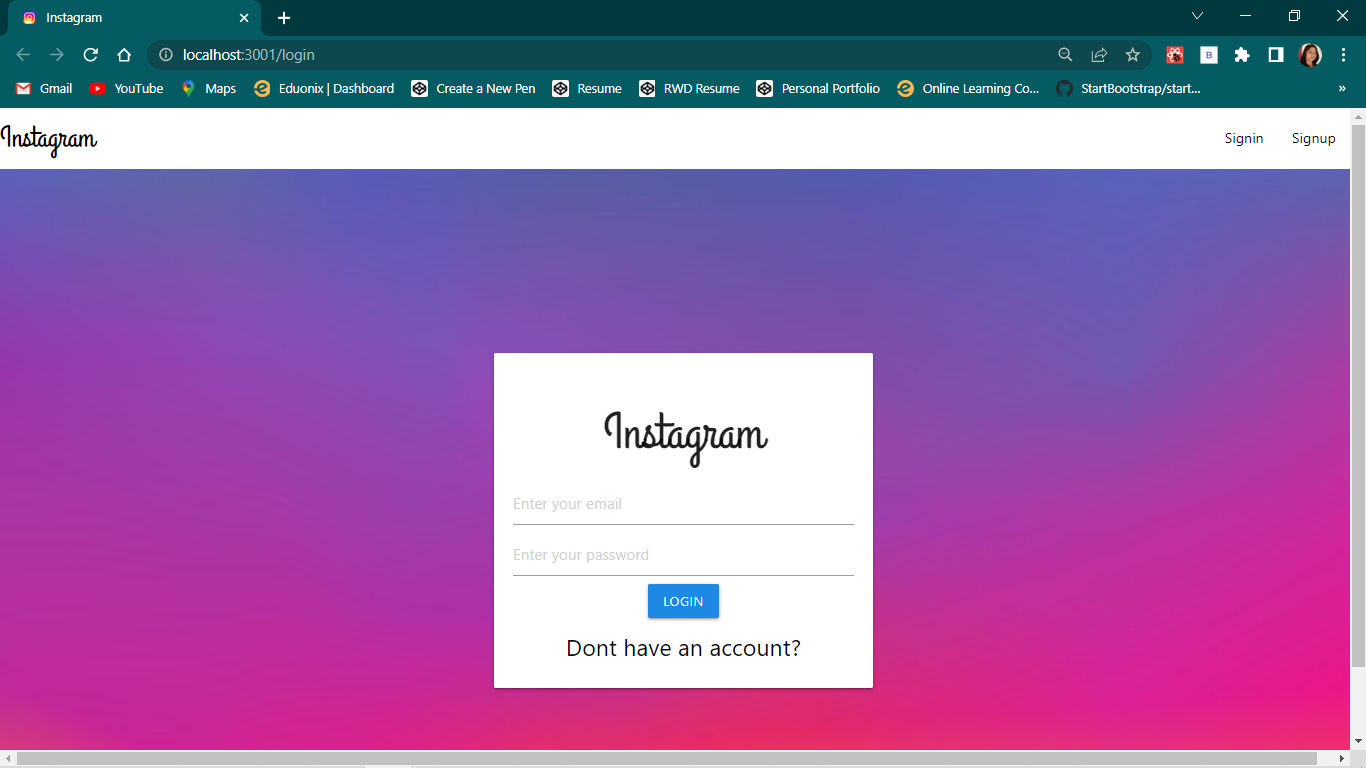 Instagram
localhost:3001/login
Gmail YouTube Maps Eduonix | Dashboard Create a New Pen Resume RWD Resume Personal Portfolio Online Learning Co... StartBootstrap/start... »
Instagram Signin Signup
Instagram
Enter your email
Enter your password
LOGIN
Dont have an account?